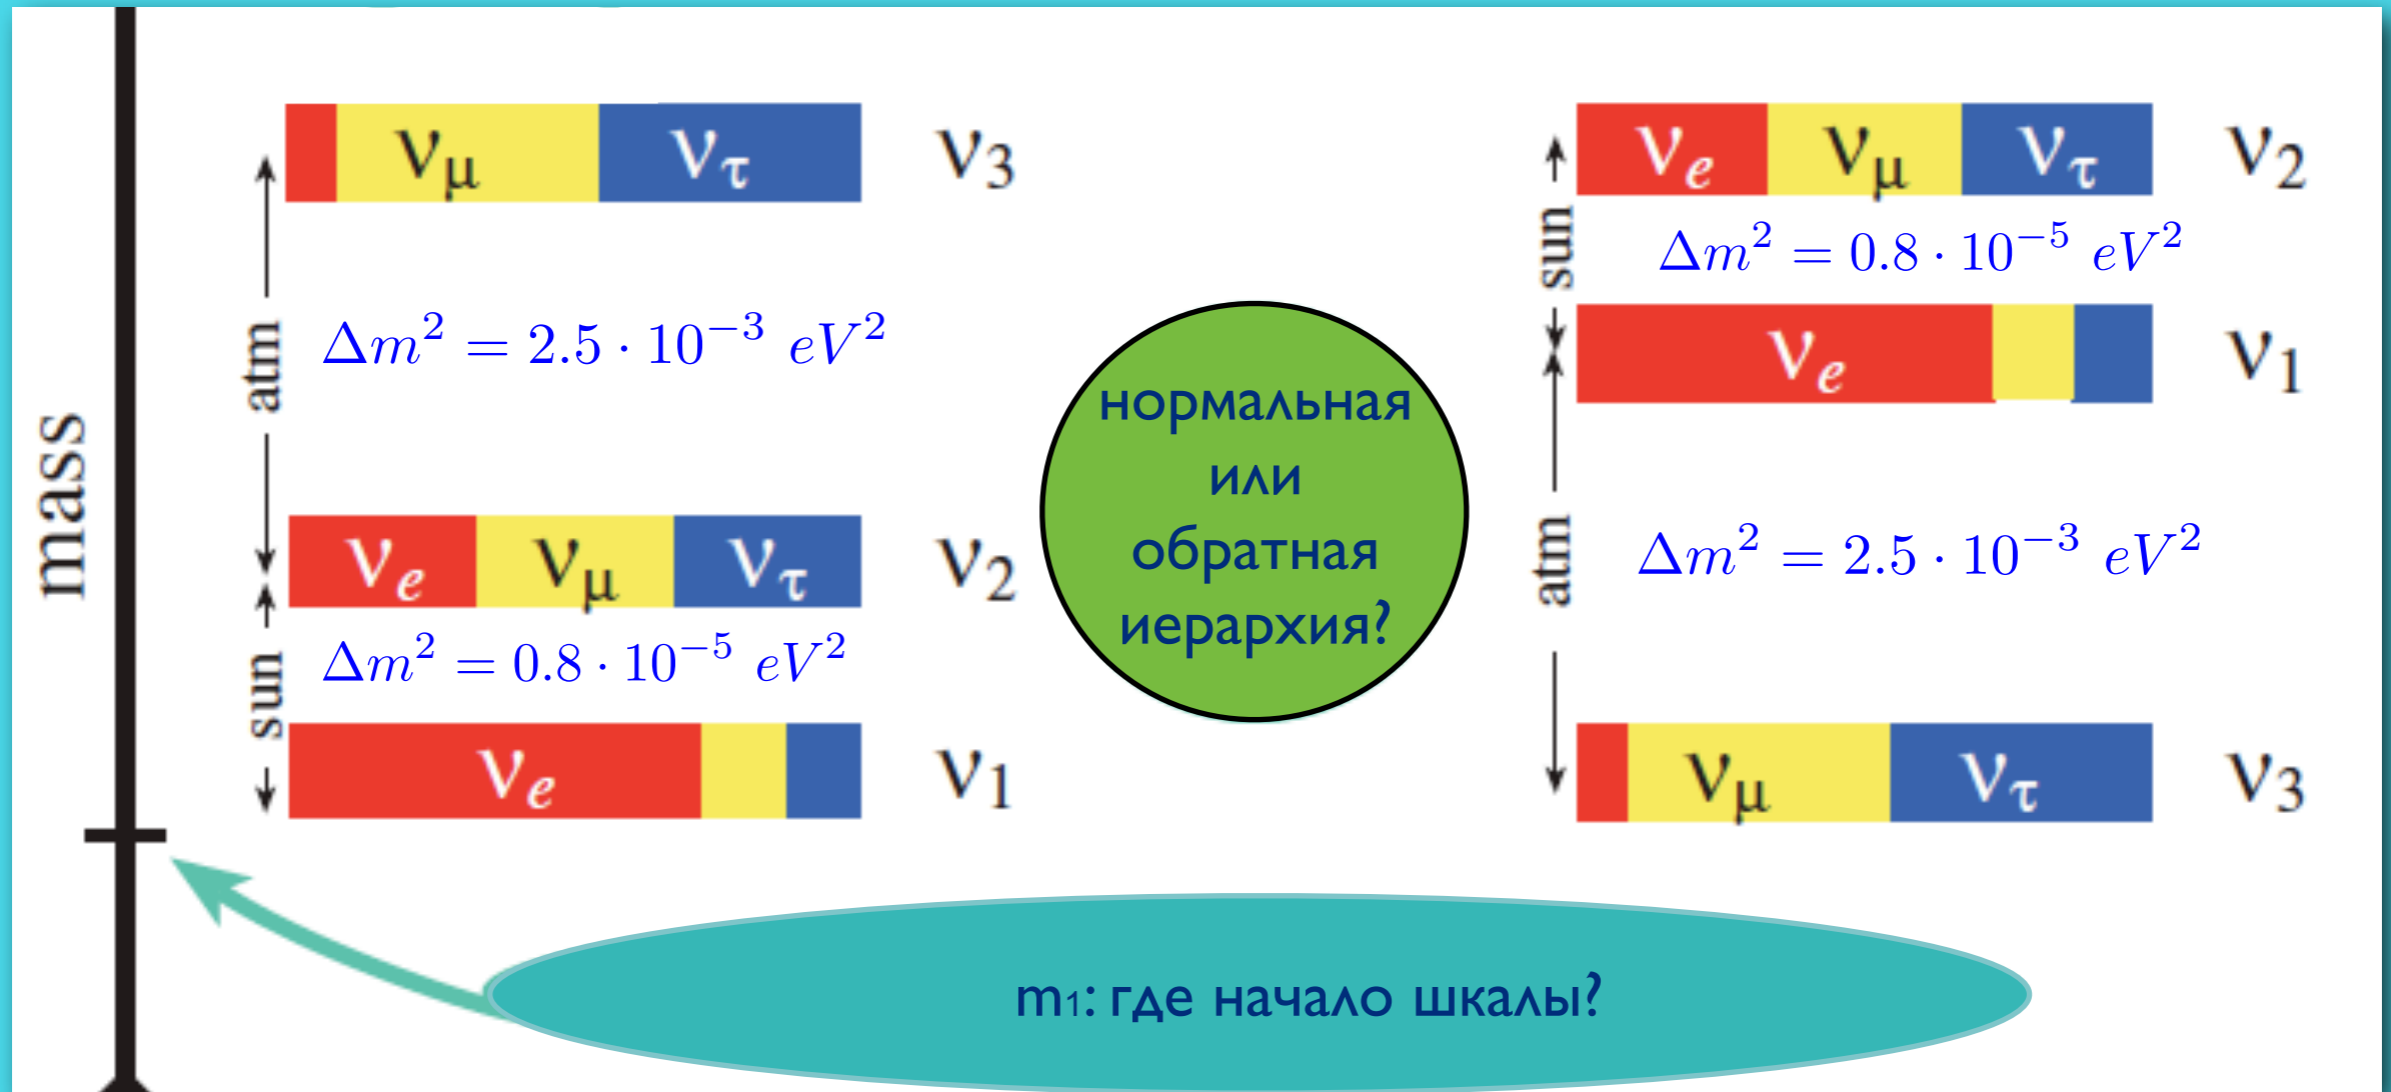 mass
νμ ντ ν3
atm
Δm² = 2.5 · 10⁻³ eV²
νe νμ ντ ν2
sun
Δm² = 0.8 · 10⁻⁵ eV²
νe ν1
нормальная
или
обратная
иерархия?
νe νμ ντ ν2
sun
Δm² = 0.8 · 10⁻⁵ eV²
νe ν1
atm
Δm² = 2.5 · 10⁻³ eV²
νμ ντ ν3
m1: где начало шкалы?